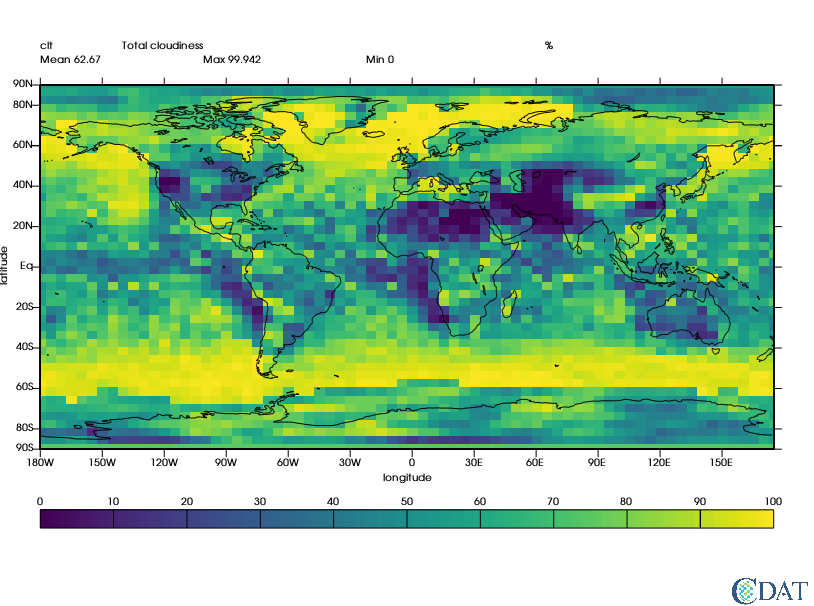 clt Total cloudiness %
Mean 62.67 Max 99.942 Min 0
90N
80N
60N
40N
20N
Eq
20S
40S
60S
80S
90S
latitude
180W 150W 120W 90W 60W 30W 0 30E 60E 90E 120E 150E
longitude
0 10 20 30 40 50 60 70 80 90 100
CDAT